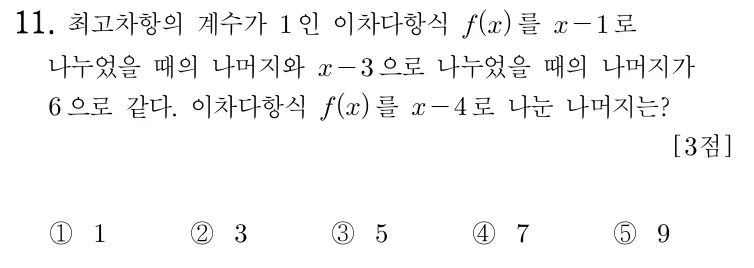 11. 최고차항의 계수가 1인 이차다항식 f(x)를 x-1로
나누었을 때의 나머지와 x-3으로 나누었을 때의 나머지가
6으로 같다. 이차다항식 f(x)를 x-4로 나눈 나머지는?
[3점]
① 1 ② 3 ③ 5 ④ 7 ⑤ 9